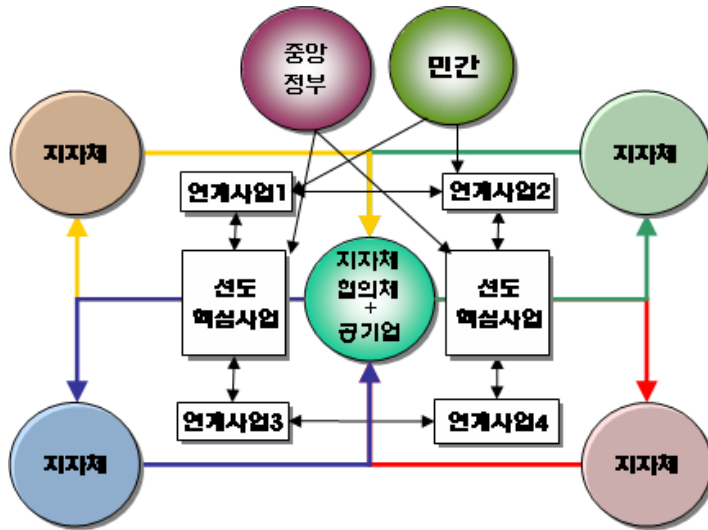 중앙
정부
민간
지자체
지자체
연계사업1
연계사업2
선도
핵심사업
지자체
협의체
+
공기업
선도
핵심사업
연계사업3
연계사업4
지자체
지자체